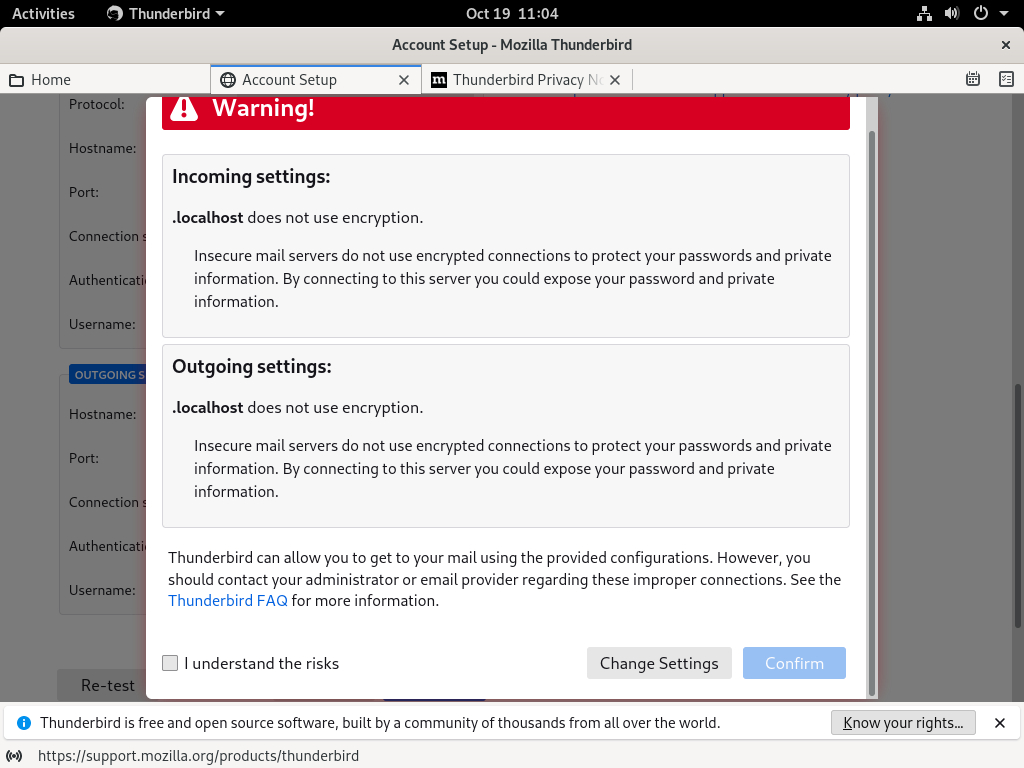 Activities
Thunderbird
Oct 19 11:04
Account Setup - Mozilla Thunderbird
Home
Account Setup
Thunderbird Privacy No
Protocol:
Hostname:
Port:
Connection s
Authenticati
Username:
OUTGOING S
Hostname:
Port:
Connection s
Authenticati
Username:
Re-test
Warning!
Incoming settings:
.localhost does not use encryption.
Insecure mail servers do not use encrypted connections to protect your passwords and private
information. By connecting to this server you could expose your password and private
information.
Outgoing settings:
.localhost does not use encryption.
Insecure mail servers do not use encrypted connections to protect your passwords and private
information. By connecting to this server you could expose your password and private
information.
Thunderbird can allow you to get to your mail using the provided configurations. However, you
should contact your administrator or email provider regarding these improper connections. See the
Thunderbird FAQ for more information.
I understand the risks
Change Settings
Confirm
Thunderbird is free and open source software, built by a community of thousands from all over the world.
Know your rights...
https://support.mozilla.org/products/thunderbird